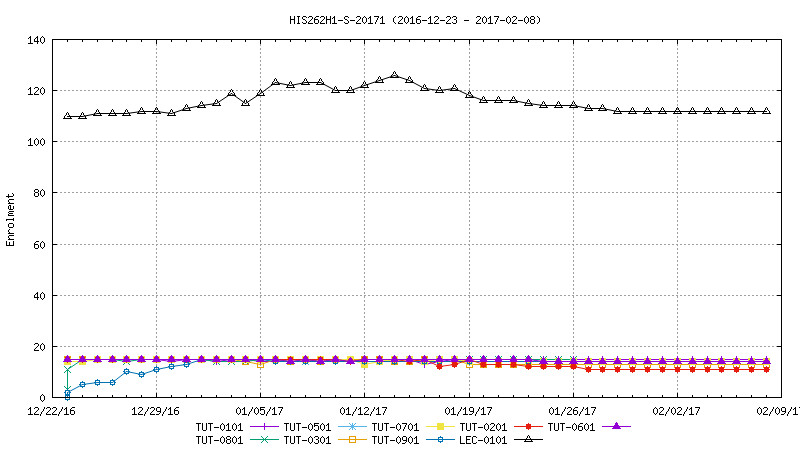 HIS262H1-S-20171 (2016-12-23 - 2017-02-08)
140
120
100
80
60
40
20
0
Enrolment
12/22/16 12/29/16 01/05/17 01/12/17 01/19/17 01/26/17 02/02/17 02/09/17
TUT-0101 TUT-0501 TUT-0701 TUT-0201 TUT-0601
TUT-0801 TUT-0301 TUT-0901 LEC-0101